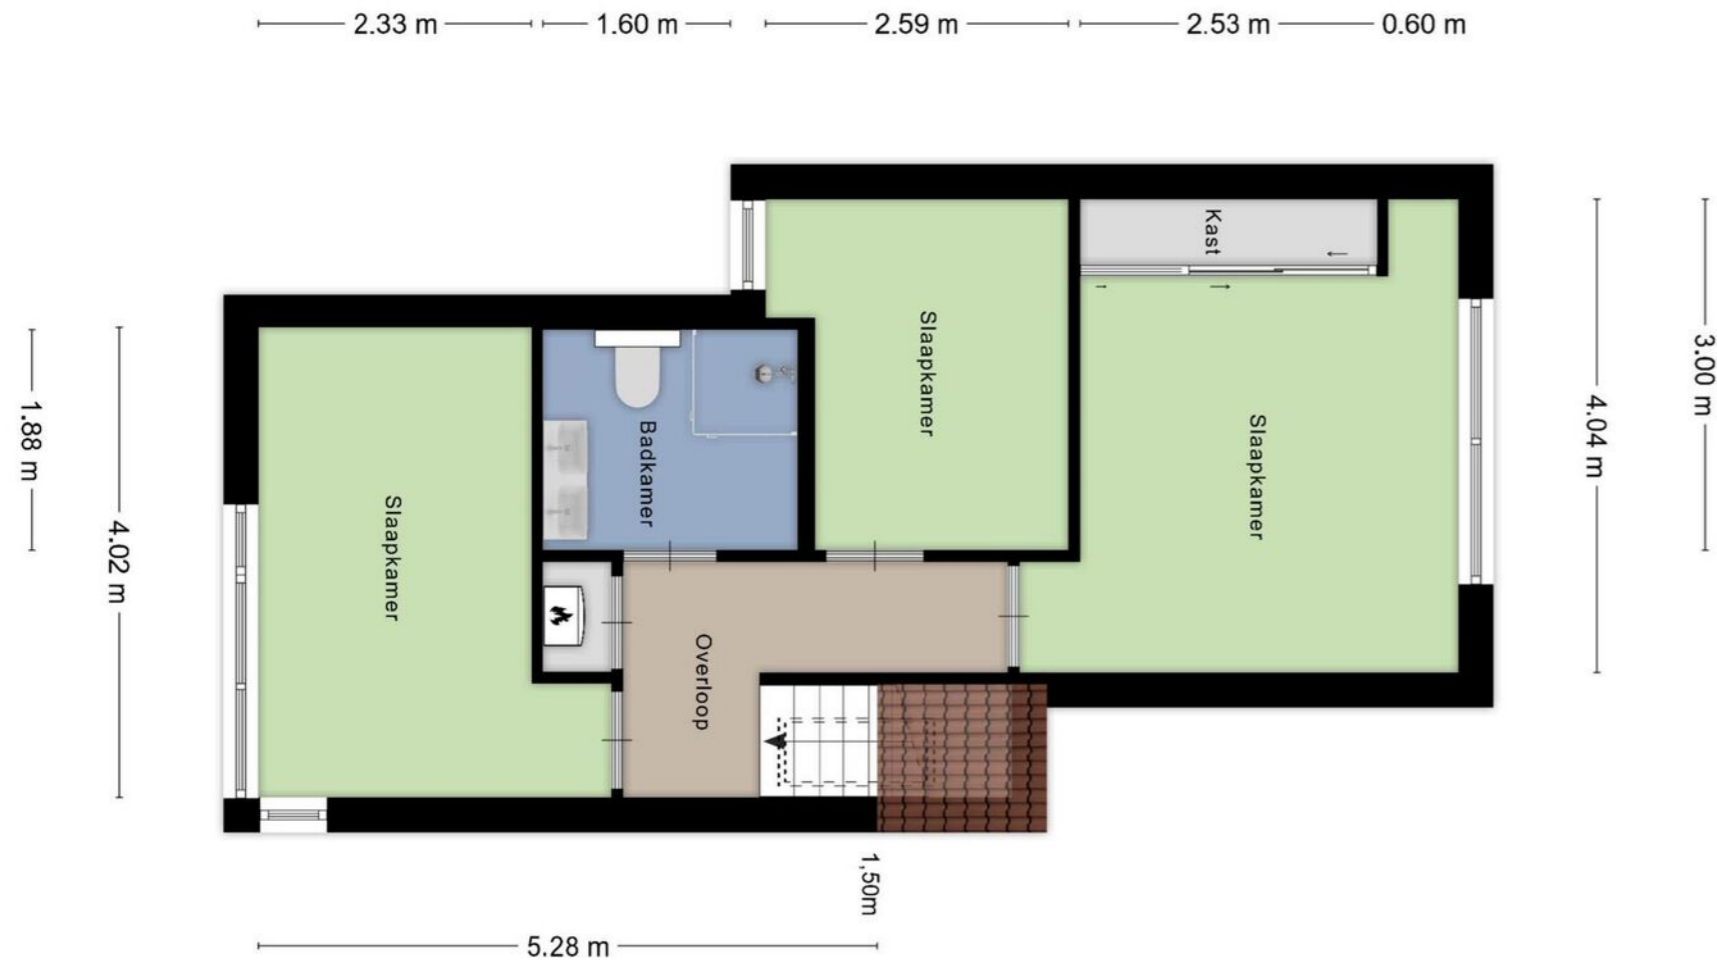 2.33 m
1.60 m
2.59 m
2.53 m
0.60 m
Kast
Slaapkamer
Slaapkamer
Badkamer
Slaapkamer
Overloop
1.88 m
4.02 m
4.04 m
3.00 m
1,50m
5.28 m